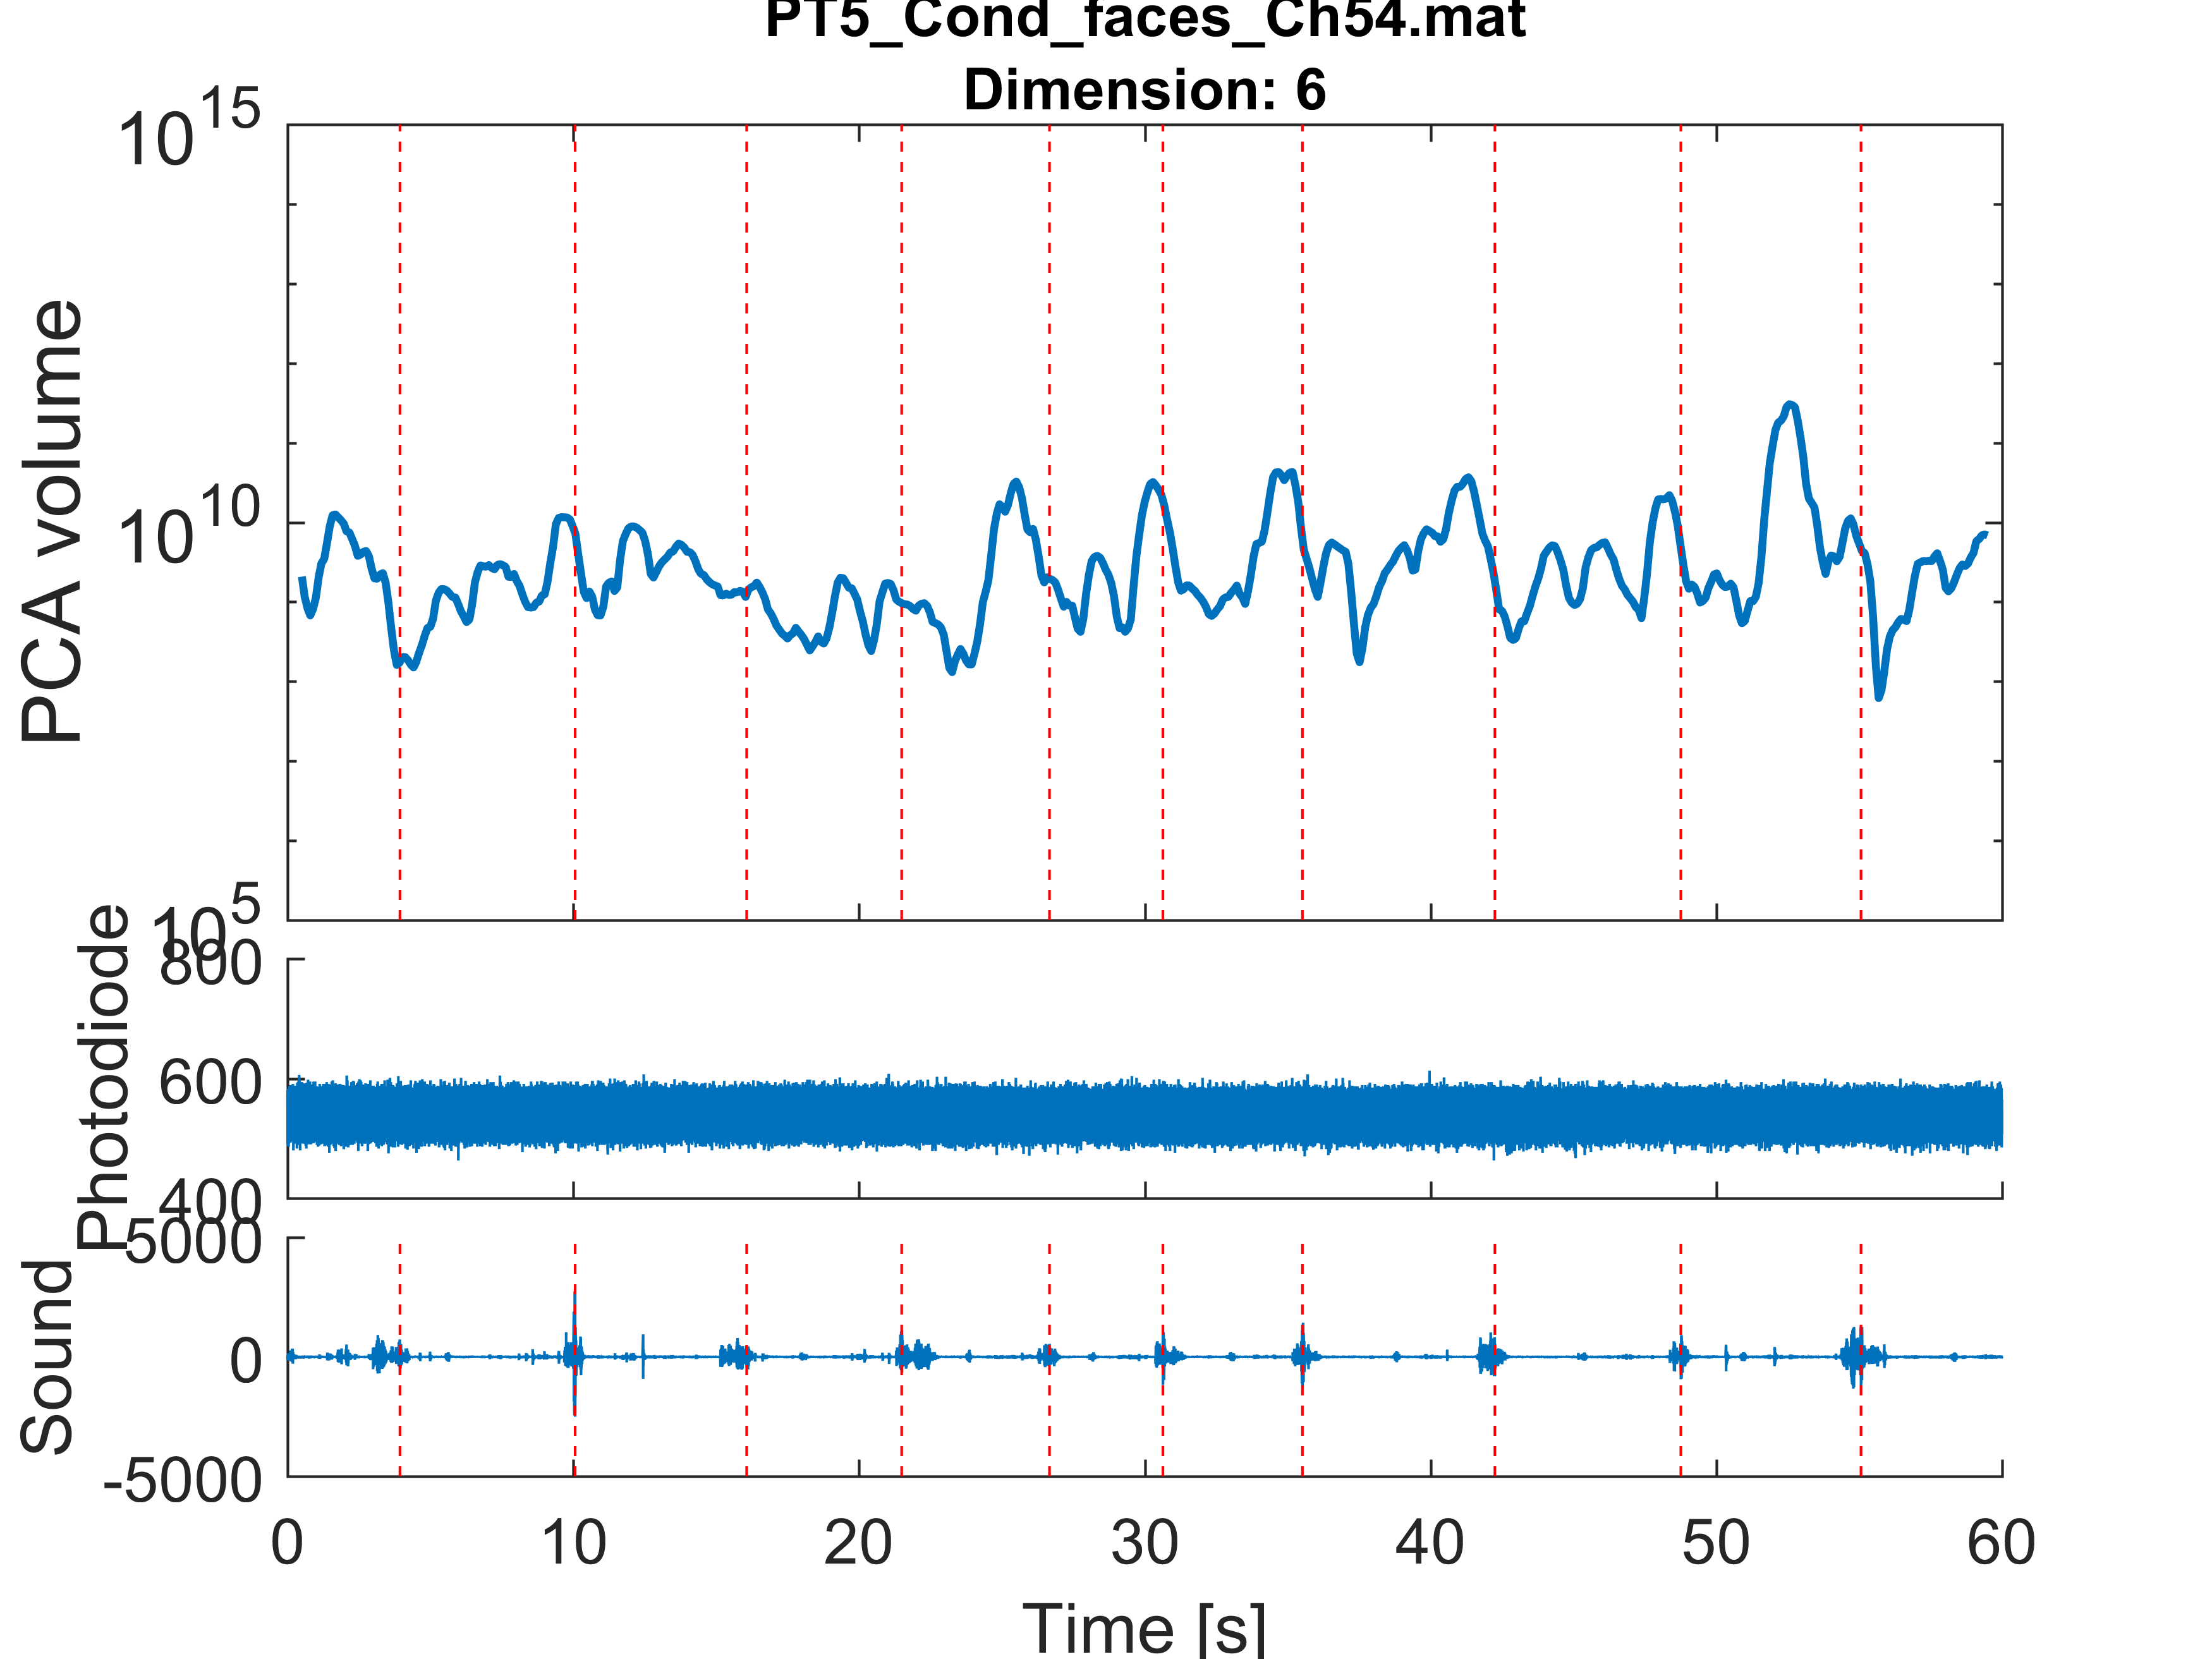 PT5_Cond_faces_Ch54.mat
Dimension: 6
10^15
10^10
10^5
PCA volume
800
600
400
Photodiode
5000
0
-5000
Sound
0 10 20 30 40 50 60
Time [s]